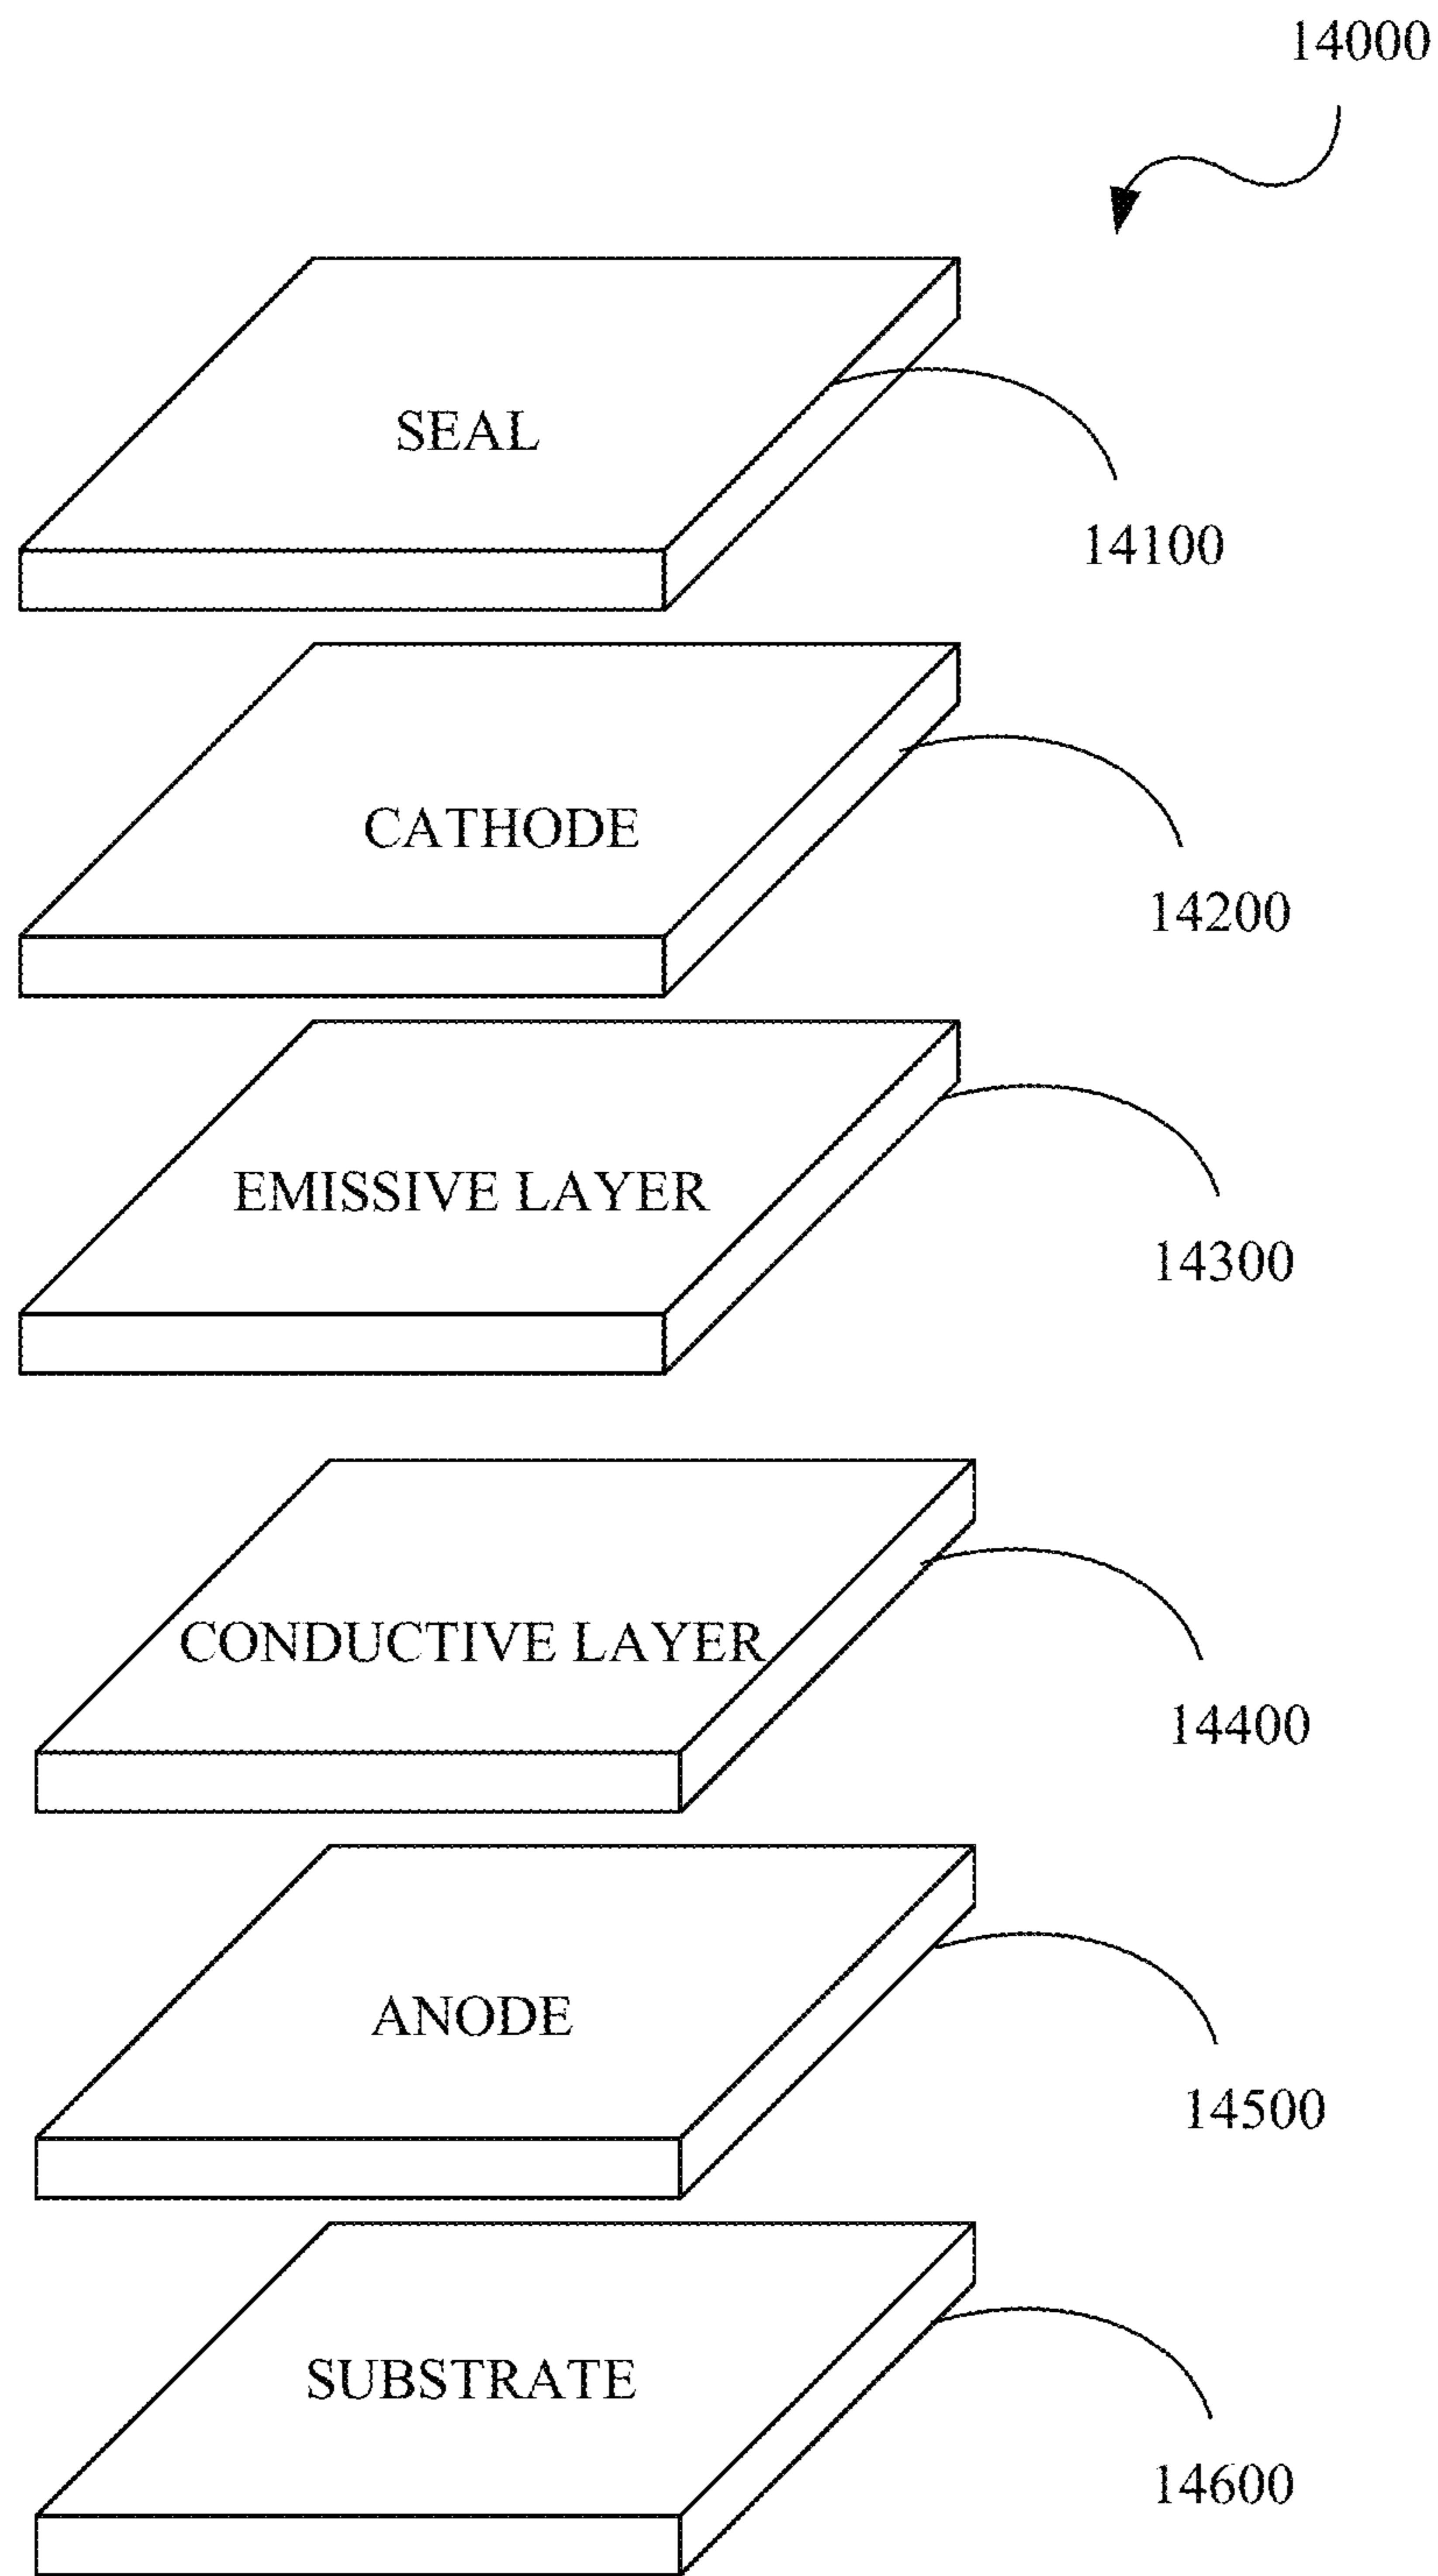 14000
SEAL
14100
CATHODE
14200
EMISSIVE LAYER
14300
CONDUCTIVE LAYER
14400
ANODE
14500
SUBSTRATE
14600